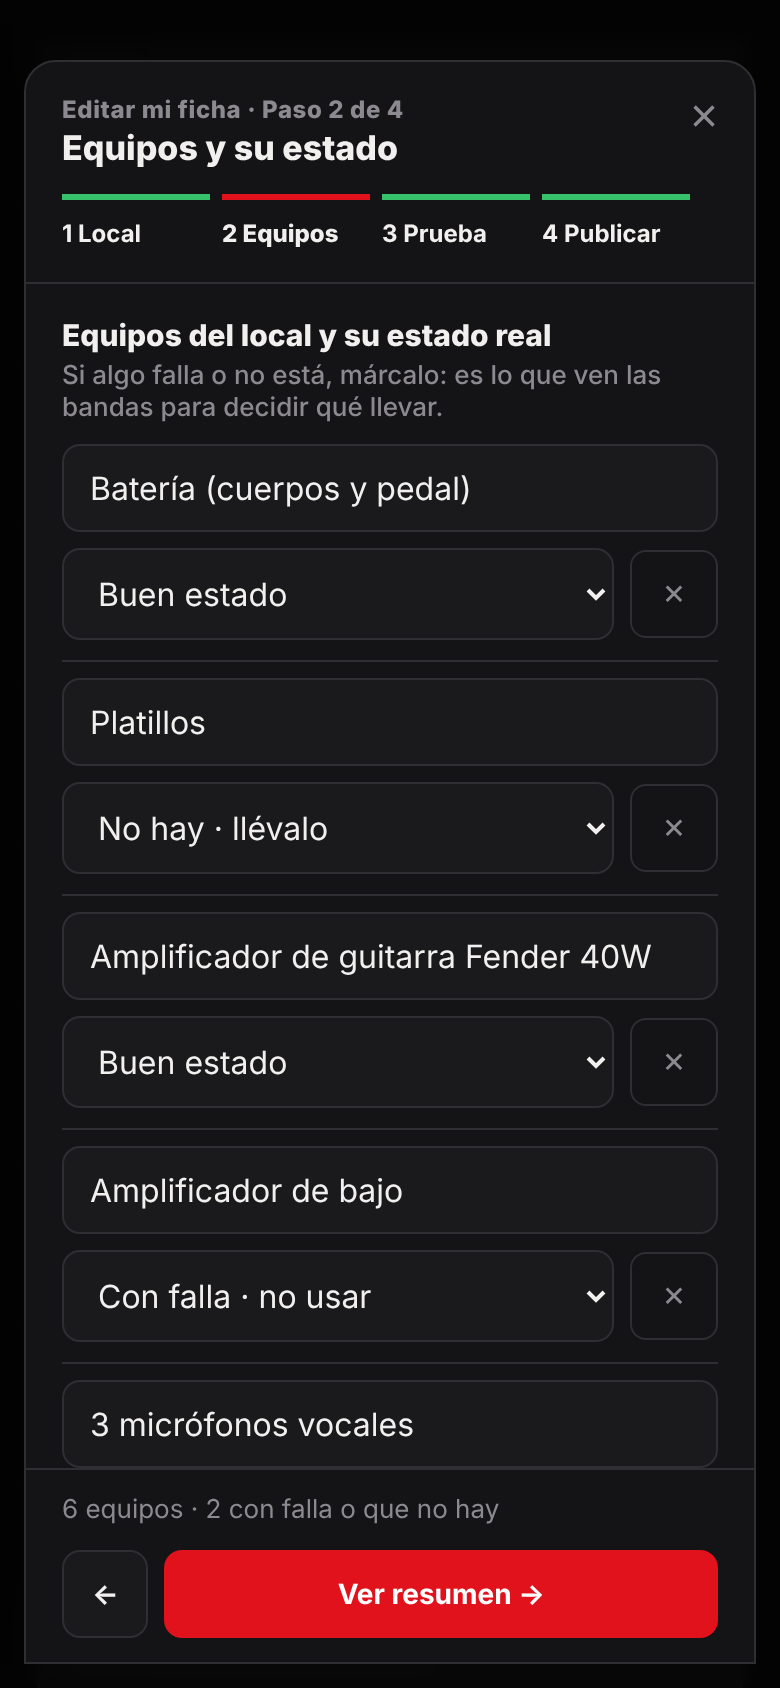 Editar mi ficha · Paso 2 de 4
Equipos y su estado
1 Local
2 Equipos
3 Prueba
4 Publicar
Equipos del local y su estado real
Si algo falla o no está, márcalo: es lo que ven las
bandas para decidir qué llevar.
Batería (cuerpos y pedal)
Buen estado
Platillos
No hay · llévalo
Amplificador de guitarra Fender 40W
Buen estado
Amplificador de bajo
Con falla · no usar
3 micrófonos vocales
6 equipos · 2 con falla o que no hay
Ver resumen →